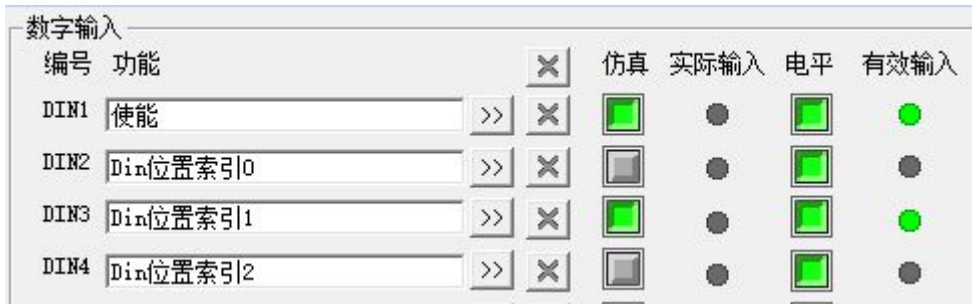 数字输入
编号 功能 仿真 实际输入 电平 有效输入
DIN1 使能 >>
DIN2 Din位置索引0 >>
DIN3 Din位置索引1 >>
DIN4 Din位置索引2 >>